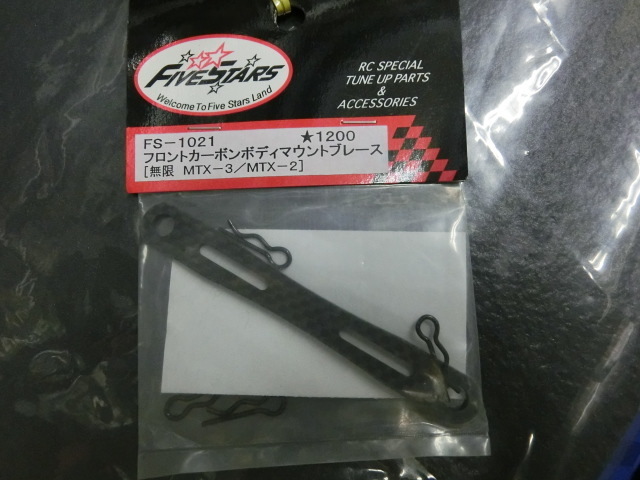 FIVESTARS
Welcome To Five Stars Land
RC SPECIAL
TUNE UP PARTS
&
ACCESSORIES
FS-1021 ★1200
フロントカーボンボディマウントブレース
[無限 MTX-3/MTX-2]